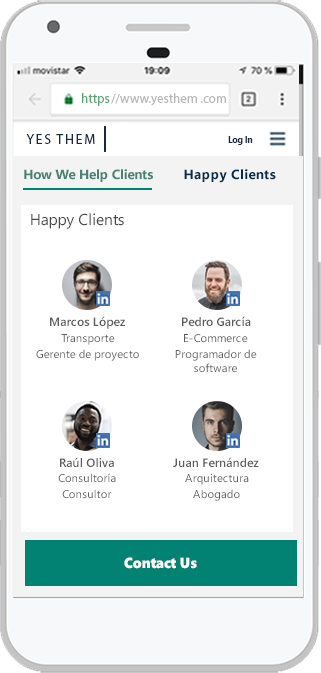 movistar 19:09 70 %
https://www.yesthem .com 2
YES THEM Log In
How We Help Clients Happy Clients
Happy Clients
in in
Marcos López Pedro García
Transporte E-Commerce
Gerente de proyecto Programador de
software
in in
Raúl Oliva Juan Fernández
Consultoría Arquitectura
Consultor Abogado
Contact Us